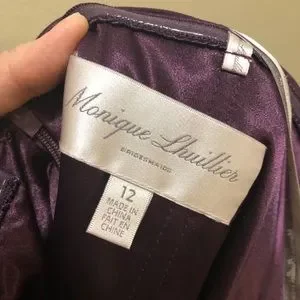 Monique Lhuillier
BRIDESMAIDS
12
MADE IN
CHINA
FAIT EN
CHINE